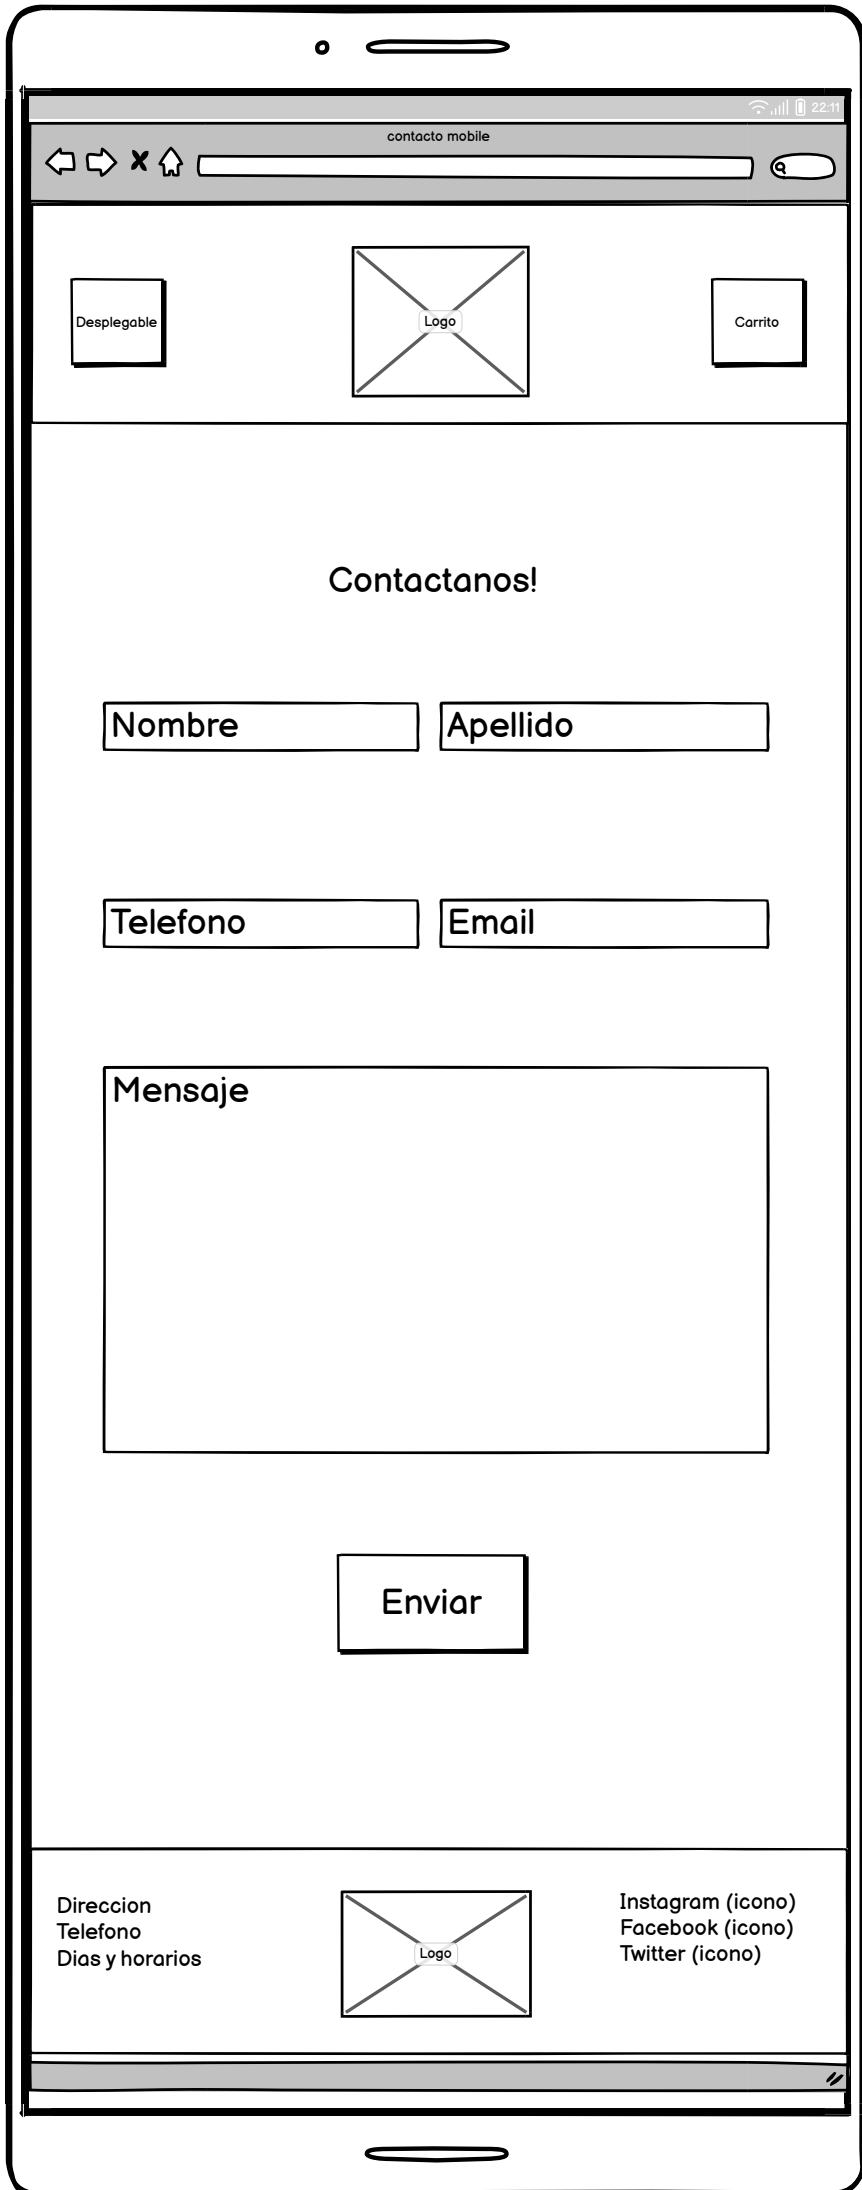 22:11
contacto mobile
Desplegable
Logo
Carrito
Contactanos!
Nombre
Apellido
Telefono
Email
Mensaje
Enviar
Direccion
Telefono
Dias y horarios
Logo
Instagram (icono)
Facebook (icono)
Twitter (icono)